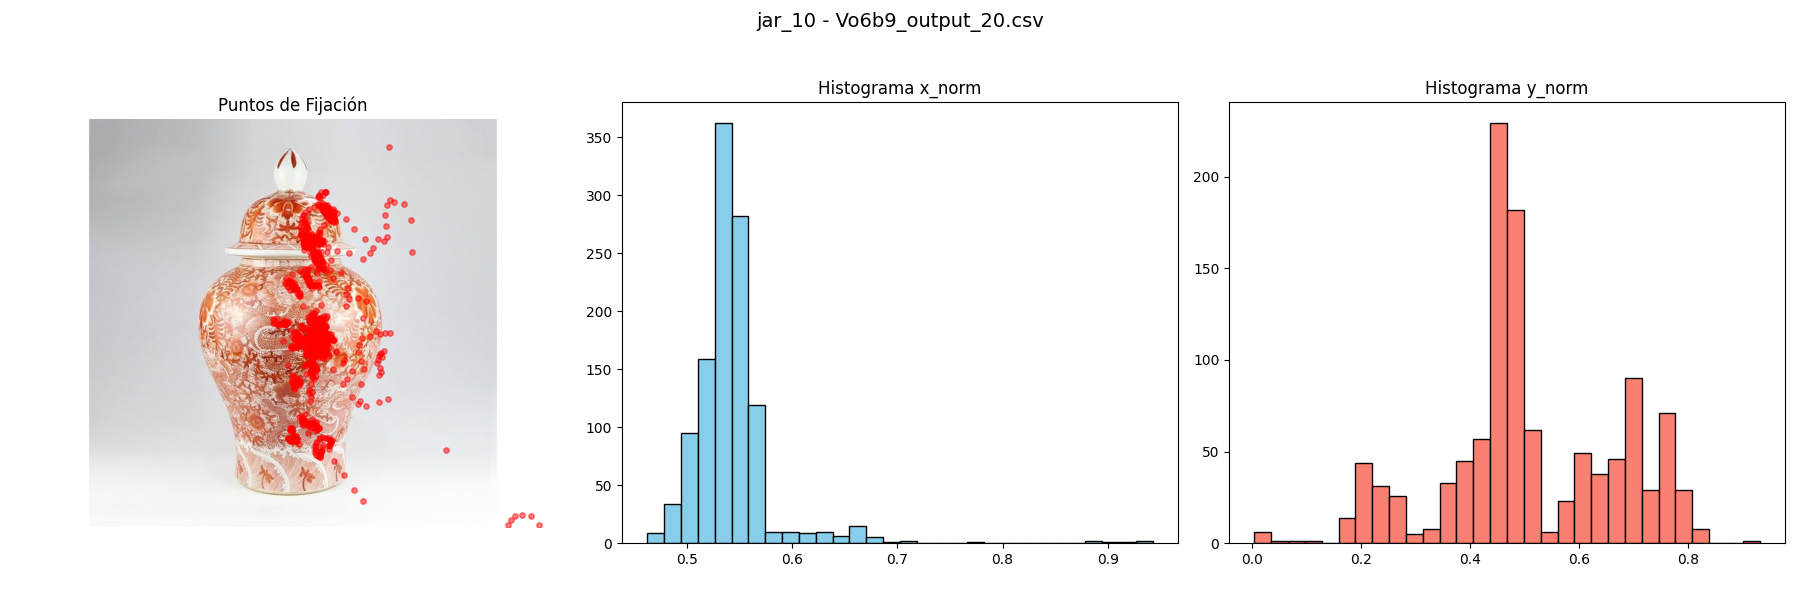 jar_10 - Vo6b9_output_20.csv
Puntos de Fijación
Histograma x_norm
350
300
250
200
150
100
50
0
0.5 0.6 0.7 0.8 0.9
Histograma y_norm
200
150
100
50
0
0.0 0.2 0.4 0.6 0.8